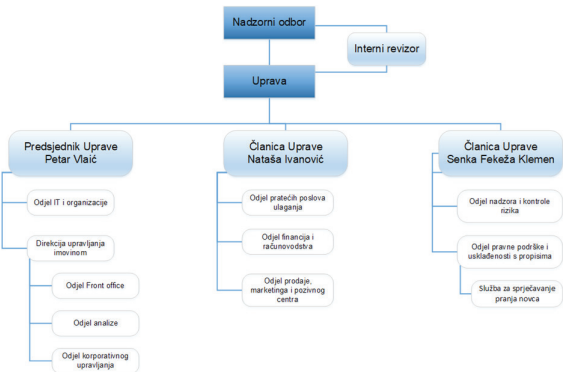 Nadzorni odbor
Interni revizor
Uprava
Predsjednik Uprave
Petar Vlaić
Odjel IT i organizacije
Direkcija upravljanja
imovinom
Odjel Front office
Odjel analize
Odjel korporativnog
upravljanja
Članica Uprave
Nataša Ivanović
Odjel pratećih poslova
ulaganja
Odjel financija i
računovodstva
Odjel prodaje,
marketinga i pozivnog
centra
Članica Uprave
Senka Fekeža Klemen
Odjel nadzora i kontrole
rizika
Odjel pravne podrške i
usklađenosti s propisima
Služba za sprječavanje
pranja novca